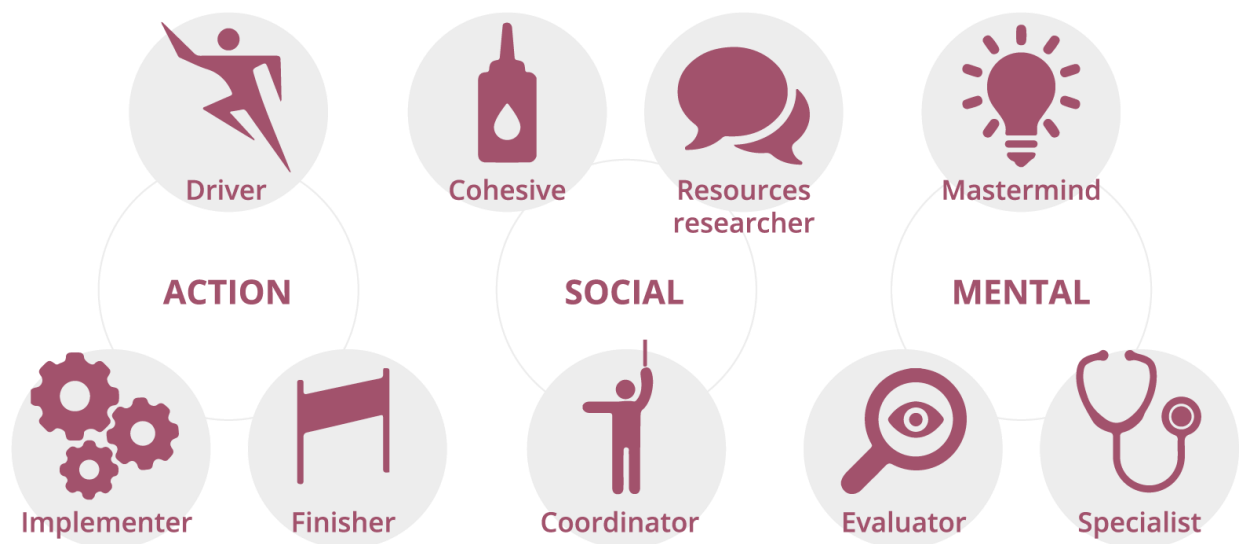 Driver
Cohesive
Resources
researcher
Mastermind
ACTION
SOCIAL
MENTAL
Implementer
Finisher
Coordinator
Evaluator
Specialist